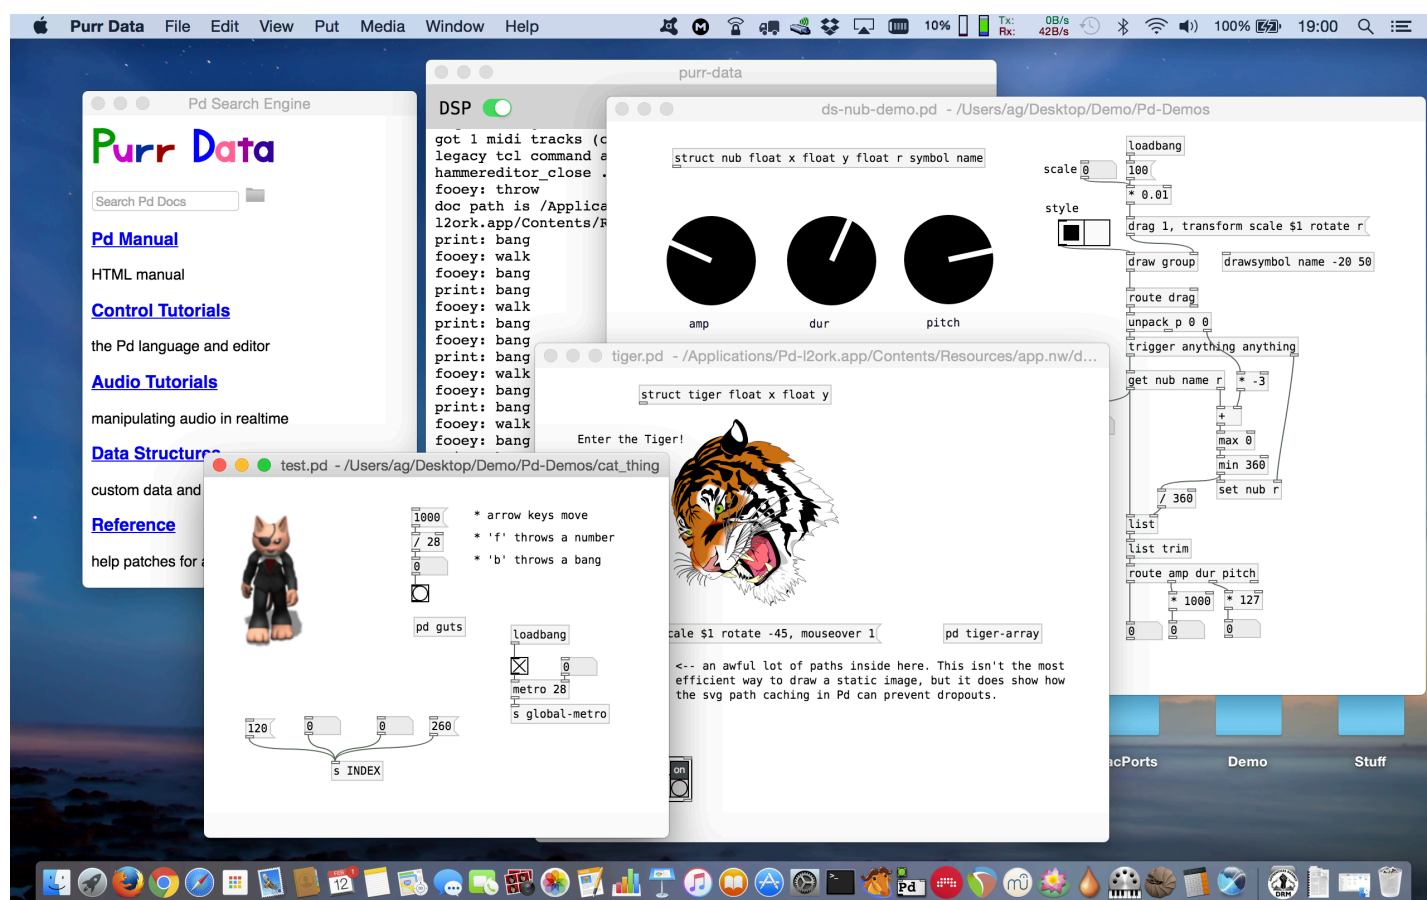 Purr Data File Edit View Put Media Window Help
10% Tx: 0B/s
Rx: 42B/s
100% 19:00
Pd Search Engine
Purr Data
Search Pd Docs
Pd Manual
HTML manual
Control Tutorials
the Pd language and editor
Audio Tutorials
manipulating audio in realtime
Data Structures
custom data and
Reference
help patches for a
purr-data
DSP
got 1 midi tracks (c
legacy tcl command a
hammereditor_close .
fooey: throw
doc path is /Applica
l2ork.app/Contents/R
print: bang
fooey: walk
fooey: bang
print: bang
fooey: walk
print: bang
fooey: bang
print: bang
fooey: walk
fooey: bang
print: bang
fooey: walk
fooey: bang
ds-nub-demo.pd - /Users/ag/Desktop/Demo/Pd-Demos
struct nub float x float y float r symbol name
amp
dur
pitch
scale
0
style
loadbang
100
* 0.01
drag 1, transform scale $1 rotate r
draw group
drawsymbol name -20 50
route drag
unpack p 0 0
trigger anything anything
get nub name r
* -3
+
max 0
min 360
set nub r
/ 360
list
list trim
route amp dur pitch
* 1000
* 127
0
0
0
tiger.pd - /Applications/Pd-l2ork.app/Contents/Resources/app.nw/d...
struct tiger float x float y
Enter the Tiger!
cale $1 rotate -45, mouseover 1
pd tiger-array
<-- an awful lot of paths inside here. This isn't the most
efficient way to draw a static image, but it does show how
the svg path caching in Pd can prevent dropouts.
on
test.pd - /Users/ag/Desktop/Demo/Pd-Demos/cat_thing
1000
/ 28
0
* arrow keys move
* 'f' throws a number
* 'b' throws a bang
pd guts
loadbang
0
metro 28
s global-metro
120
0
0
260
s INDEX
acPorts
Demo
Stuff
FEB 1
12
Pd
DRM